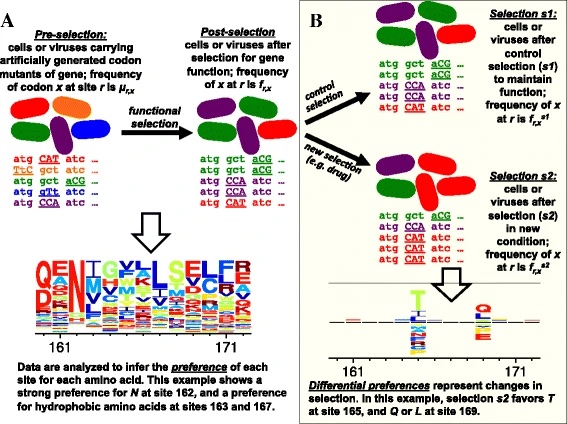 A
Pre-selection:
cells or viruses carrying
artificially generated codon
mutants of gene; frequency
of codon x at site r is μr,x
atg CAT atc ...
TtC gct atc ...
atg gct aCG ...
atg gTt atc ...
atg CCA atc ...
functional
selection
Post-selection
cells or viruses after
selection for gene
function; frequency
of x at r is fr,x
atg gct aCG ...
atg gct aCG ...
atg CCA atc ...
atg CCA atc ...
atg CAT atc ...
161
171
Data are analyzed to infer the preference of each
site for each amino acid. This example shows a
strong preference for N at site 162, and a preference
for hydrophobic amino acids at sites 163 and 167.
B
control
selection
new selection
(e.g. drug)
atg gct aCG ...
atg gct aCG ...
atg CCA atc ...
atg CCA atc ...
atg CAT atc ...
Selection s1:
cells or
viruses after
control
selection (s1)
to maintain
function;
frequency of x
at r is fr,x s1
atg gct aCG ...
atg CCA atc ...
atg CAT atc ...
atg CAT atc ...
atg CAT atc ...
Selection s2:
cells or
viruses after
selection (s2)
in new
condition;
frequency of x
at r is fr,x s2
T
Q
L
161
171
Differential preferences represent changes in
selection. In this example, selection s2 favors T
at site 165, and Q or L at site 169.